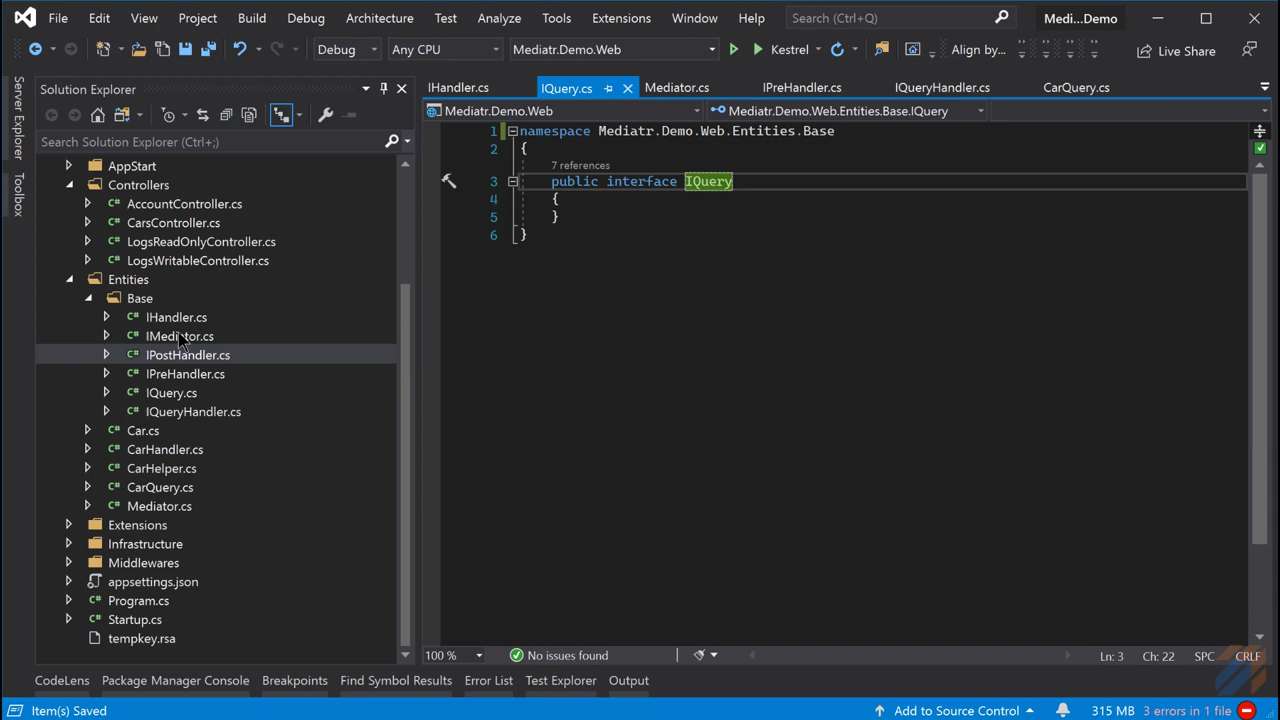 File Edit View Project Build Debug Architecture Test Analyze Tools Extensions Window Help Search (Ctrl+Q) Medi...Demo
Debug Any CPU Mediatr.Demo.Web Kestrel Align by... Live Share
Server Explorer
Toolbox
Solution Explorer
Search Solution Explorer (Ctrl+;)
AppStart
Controllers
C# AccountController.cs
C# CarsController.cs
C# LogsReadOnlyController.cs
C# LogsWritableController.cs
Entities
Base
C# IHandler.cs
C# IMediator.cs
C# IPostHandler.cs
C# IPreHandler.cs
C# IQuery.cs
C# IQueryHandler.cs
C# Car.cs
C# CarHandler.cs
C# CarHelper.cs
C# CarQuery.cs
C# Mediator.cs
Extensions
Infrastructure
Middlewares
appsettings.json
C# Program.cs
C# Startup.cs
tempkey.rsa
IHandler.cs IQuery.cs Mediator.cs IPreHandler.cs IQueryHandler.cs CarQuery.cs
Mediatr.Demo.Web Mediatr.Demo.Web.Entities.Base.IQuery
1 namespace Mediatr.Demo.Web.Entities.Base
2 {
7 references
3 public interface IQuery
4 {
5 }
6 }
100 % No issues found Ln: 3 Ch: 22 SPC CRLF
CodeLens Package Manager Console Breakpoints Find Symbol Results Error List Test Explorer Output
Item(s) Saved Add to Source Control 315 MB 3 errors in 1 file